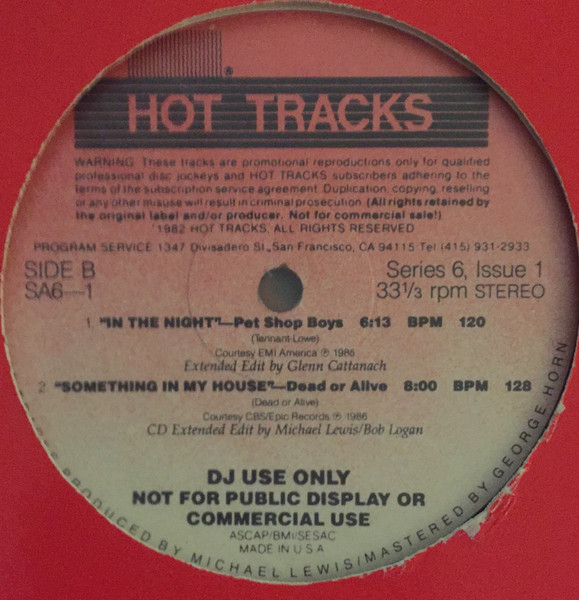 ®
HOT TRACKS
WARNING: These tracks are promotional reproductions only for qualified
professional disc jockeys and HOT TRACKS subscribers adhering to the
terms of the subscription service agreement. Duplication, copying, reselling
or any other misuse will result in criminal prosecution. (All rights retained by
the original label and/or producer. Not for commercial sale!)
1982 HOT TRACKS, ALL RIGHTS RESERVED
PROGRAM SERVICE 1347 Divisadero St., San Francisco, CA 94115 Tel (415) 931-2933
SIDE B
SA6—1
Series 6, Issue 1
33 1/3 rpm STEREO
1. "IN THE NIGHT"—Pet Shop Boys 6:13 BPM 120
(Tennant-Lowe)
Courtesy EMI America ℗ 1986
Extended Edit by Glenn Cattanach
2 "SOMETHING IN MY HOUSE"—Dead or Alive 8:00 BPM 128
(Dead or Alive)
Courtesy CBS/Epic Records ℗ 1986
CD Extended Edit by Michael Lewis/Bob Logan
DJ USE ONLY
NOT FOR PUBLIC DISPLAY OR
COMMERCIAL USE
ASCAP/BMI/SESAC
MADE IN U S A
PRODUCED BY MICHAEL LEWIS/MASTERED BY GEORGE HORN